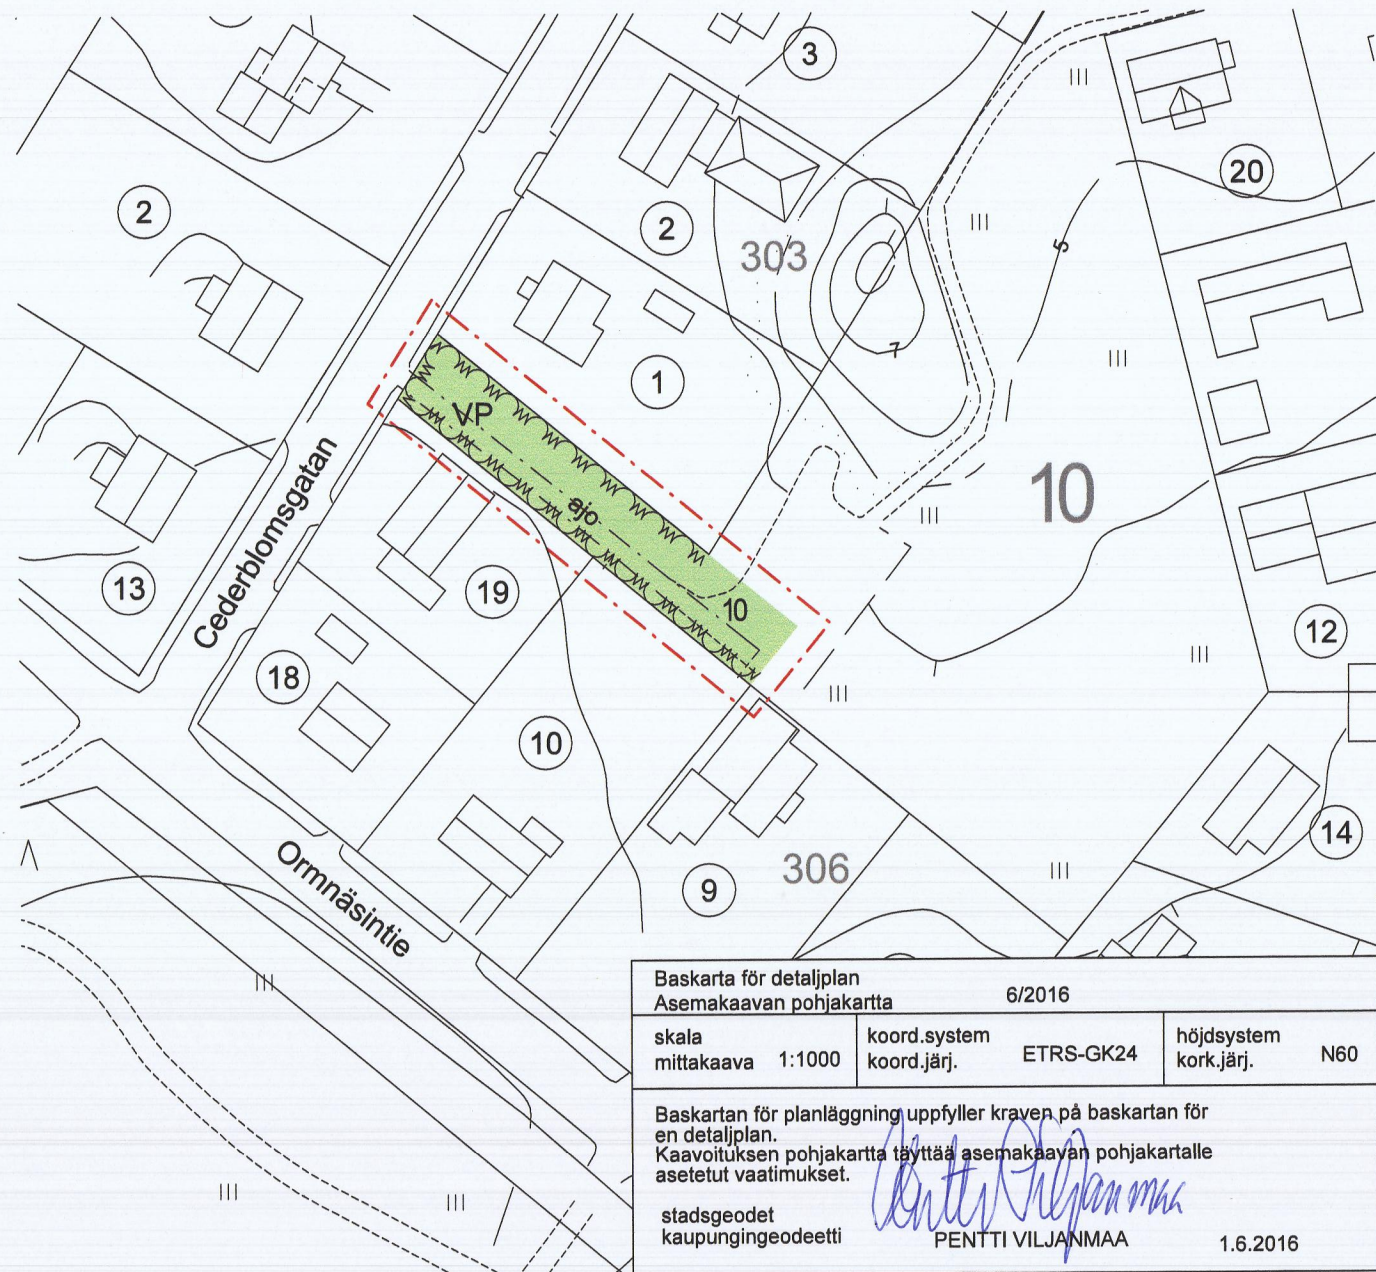 3
20
2
2
303
5
7
1
VP
10
ajo
Cederblomsgatan
13
19
10
12
18
10
14
Ormnäsintie
306
9
Baskarta för detaljplan
Asemakaavan pohjakartta 6/2016
skala
mittakaava 1:1000
koord.system
koord.järj. ETRS-GK24
höjdsystem
kork.järj. N60
Baskartan för planläggning uppfyller kraven på baskartan för
en detaljplan.
Kaavoituksen pohjakartta täyttää asemakaavan pohjakartalle
asetetut vaatimukset.
Pentti Viljanmaa
stadsgeodet
kaupungingeodeetti
PENTTI VILJANMAA 1.6.2016